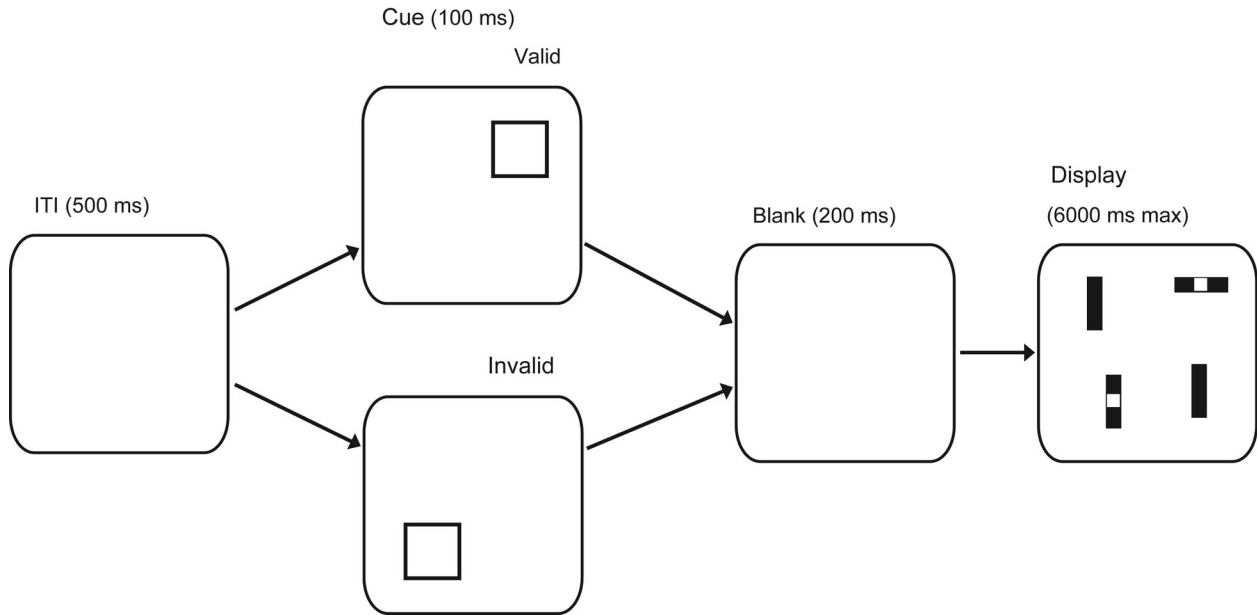 Cue (100 ms)
Valid
ITI (500 ms)
Invalid
Blank (200 ms)
Display
(6000 ms max)